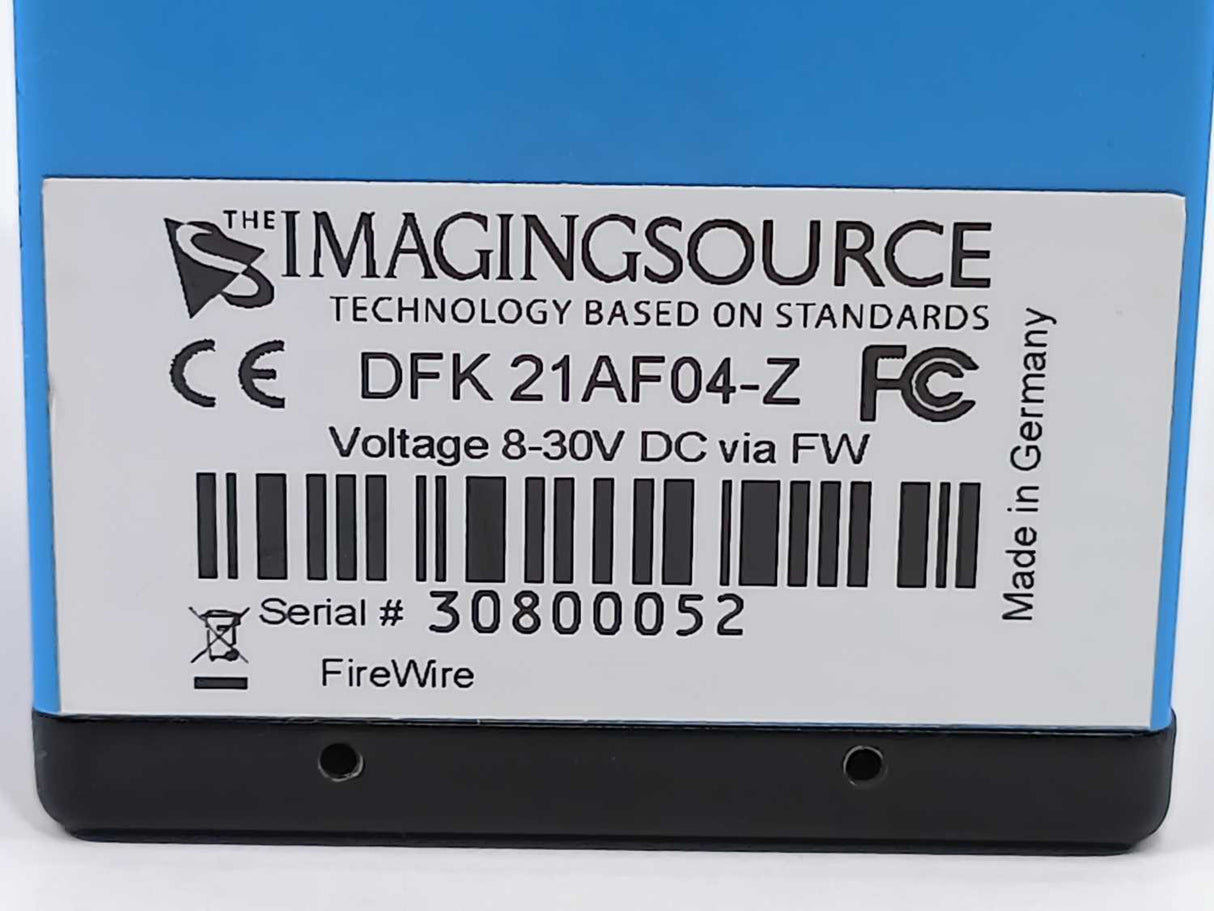 THE IMAGINGSOURCE
TECHNOLOGY BASED ON STANDARDS
CE DFK 21AF04-Z FC
Voltage 8-30V DC via FW
Serial # 30800052
FireWire
Made in Germany